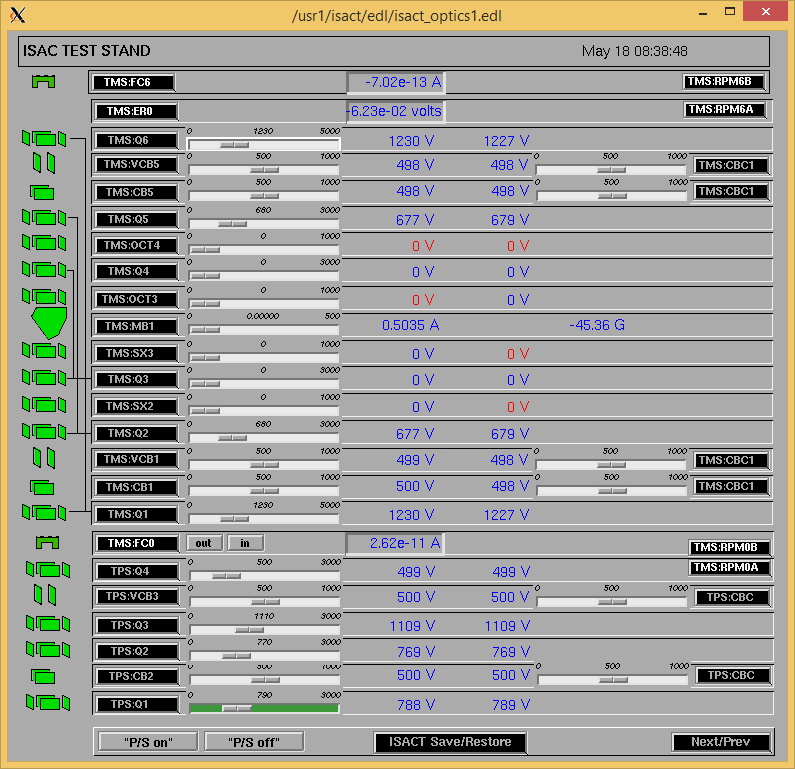 /usr1/isact/edl/isact_optics1.edl
ISAC TEST STAND May 18 08:38:48
TMS:FC6 -7.02e-13 A TMS:RPM6B
TMS:ER0 -6.23e-02 volts TMS:RPM6A
TMS:Q6 0 1230 5000 1230 V 1227 V
TMS:VCB5 0 500 1000 498 V 498 V 0 500 1000 TMS:CBC1
TMS:CB5 0 500 1000 498 V 498 V 0 500 1000 TMS:CBC1
TMS:Q5 0 680 3000 677 V 679 V
TMS:OCT4 0 0 1000 0 V 0 V
TMS:Q4 0 0 3000 0 V 0 V
TMS:OCT3 0 0 1000 0 V 0 V
TMS:MB1 0 0.00000 500 0.5035 A -45.36 G
TMS:SX3 0 0 1000 0 V 0 V
TMS:Q3 0 0 3000 0 V 0 V
TMS:SX2 0 0 1000 0 V 0 V
TMS:Q2 0 680 3000 677 V 679 V
TMS:VCB1 0 500 1000 499 V 498 V 0 500 1000 TMS:CBC1
TMS:CB1 0 500 1000 500 V 498 V 0 500 1000 TMS:CBC1
TMS:Q1 0 1230 5000 1230 V 1227 V
TMS:FC0 out in 2.62e-11 A TMS:RPM0B
TPS:Q4 0 500 3000 499 V 499 V TMS:RPM0A
TPS:VCB3 0 500 1000 500 V 500 V 0 500 1000 TPS:CBC
TPS:Q3 0 1110 3000 1109 V 1109 V
TPS:Q2 0 770 3000 769 V 769 V
TPS:CB2 0 500 1000 500 V 500 V 0 500 1000 TPS:CBC
TPS:Q1 0 790 3000 788 V 789 V
"P/S on" "P/S off" ISACT Save/Restore Next/Prev